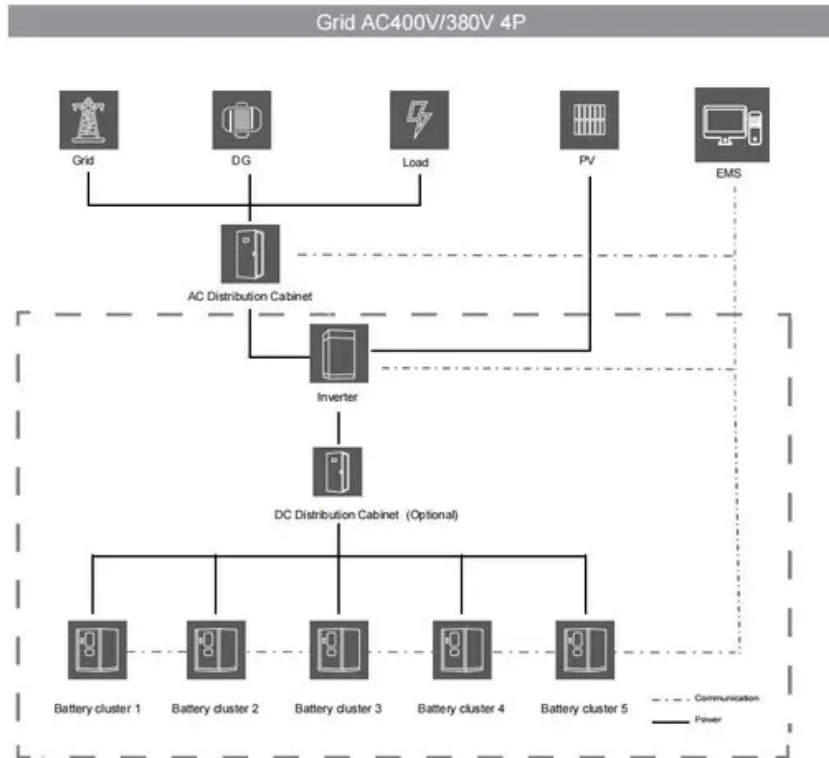 Grid AC400V/380V 4P
Grid
DG
Load
PV
EMS
AC Distribution Cabinet
Inverter
DC Distribution Cabinet (Optional)
Battery cluster 1
Battery cluster 2
Battery cluster 3
Battery cluster 4
Battery cluster 5
Communication
Power